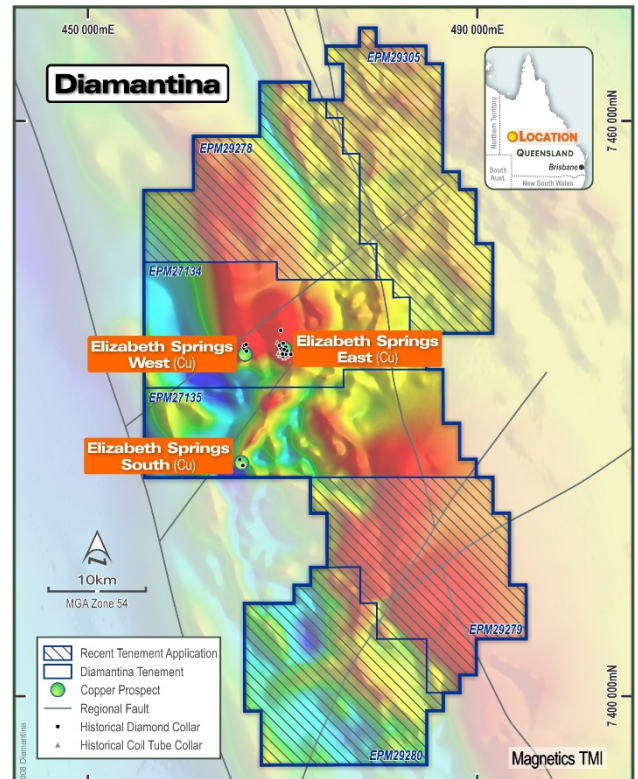 450 000mE
490 000mE
Diamantina
EPM29305
7 460 000mN
Northern Territory
LOCATION
QUEENSLAND
Brisbane
South
Aust.
New South Wales
EPM29278
EPM27134
Elizabeth Springs
West (Cu)
Elizabeth Springs
East (Cu)
EPM27135
Elizabeth Springs
South (Cu)
N
10km
MGA Zone 54
EPM29279
7 400 000mN
Recent Tenement Application
Diamantina Tenement
Copper Prospect
Regional Fault
Historical Diamond Collar
Historical Coil Tube Collar
EPM29280
Magnetics TMI
008 Diamantina